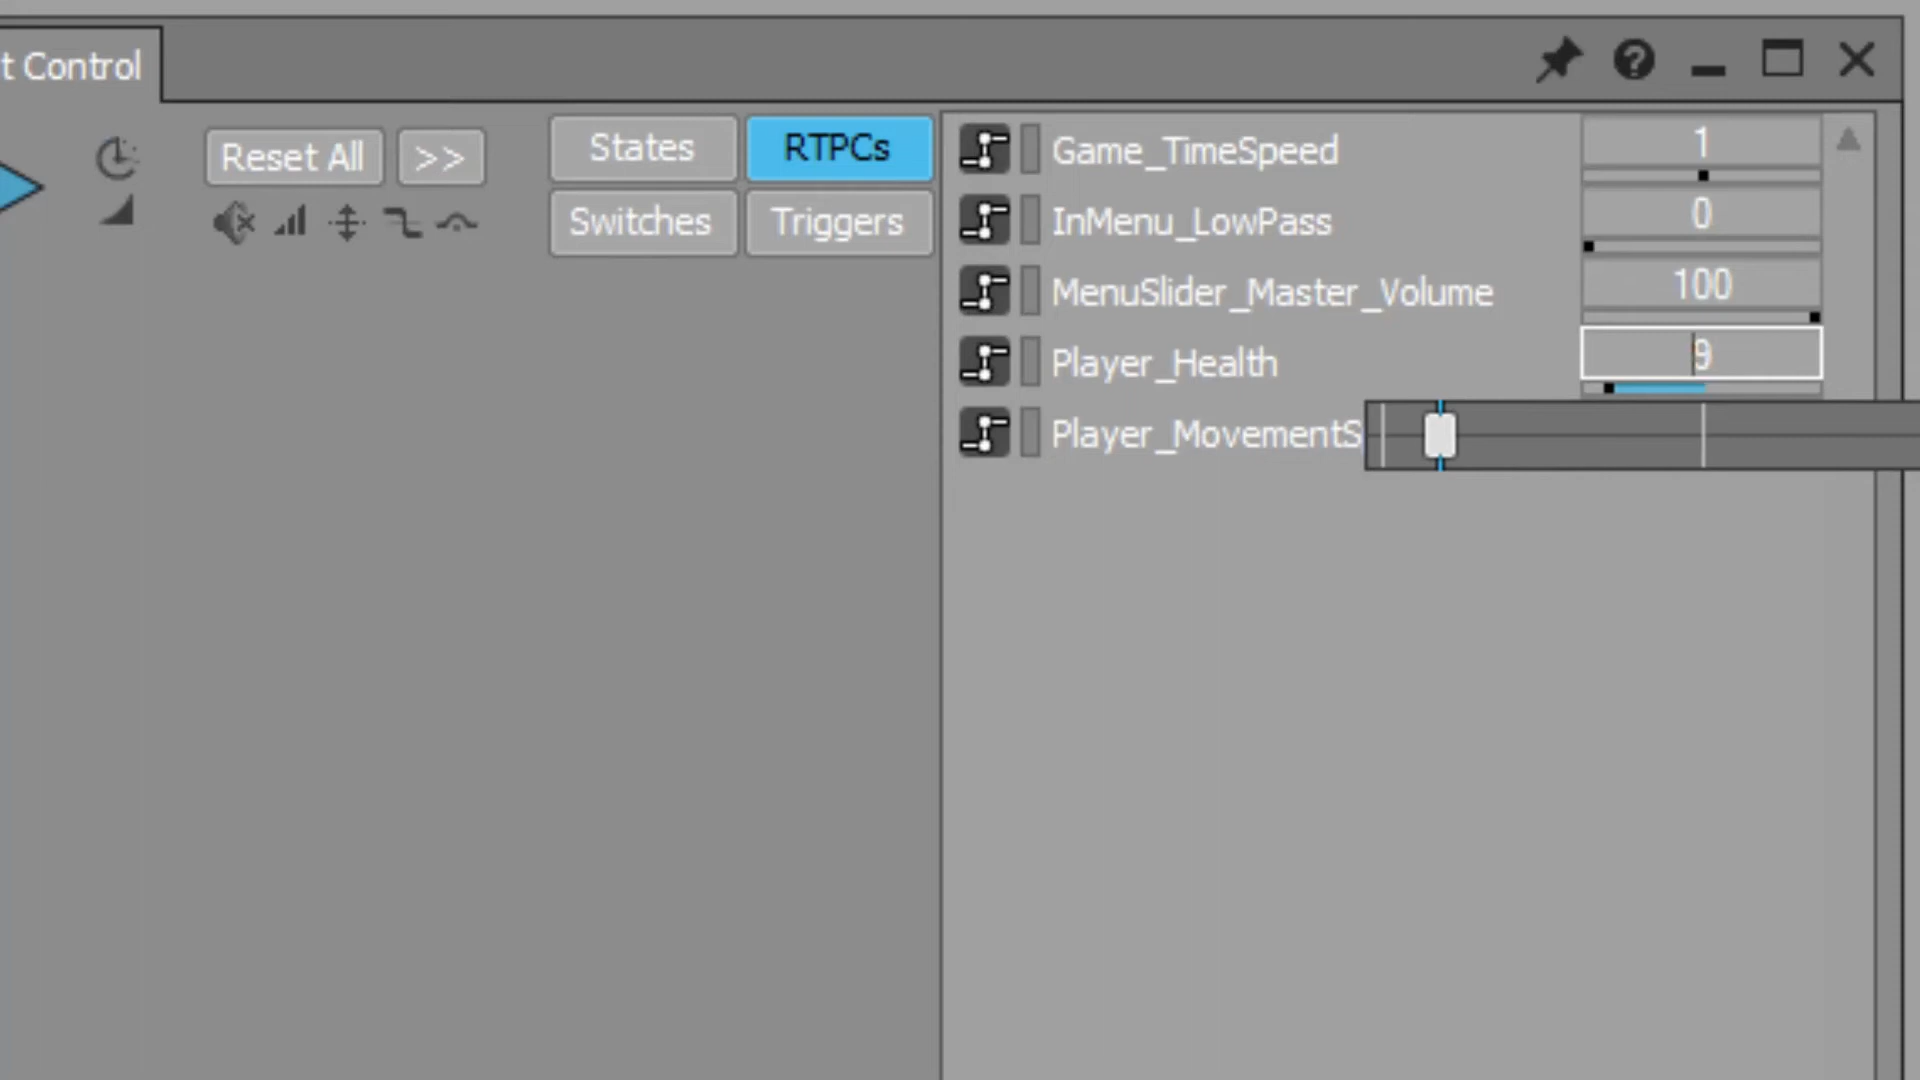 t Control
Reset All >>
States RTPCs
Switches Triggers
Game_TimeSpeed 1
InMenu_LowPass 0
MenuSlider_Master_Volume 100
Player_Health 9
Player_MovementS